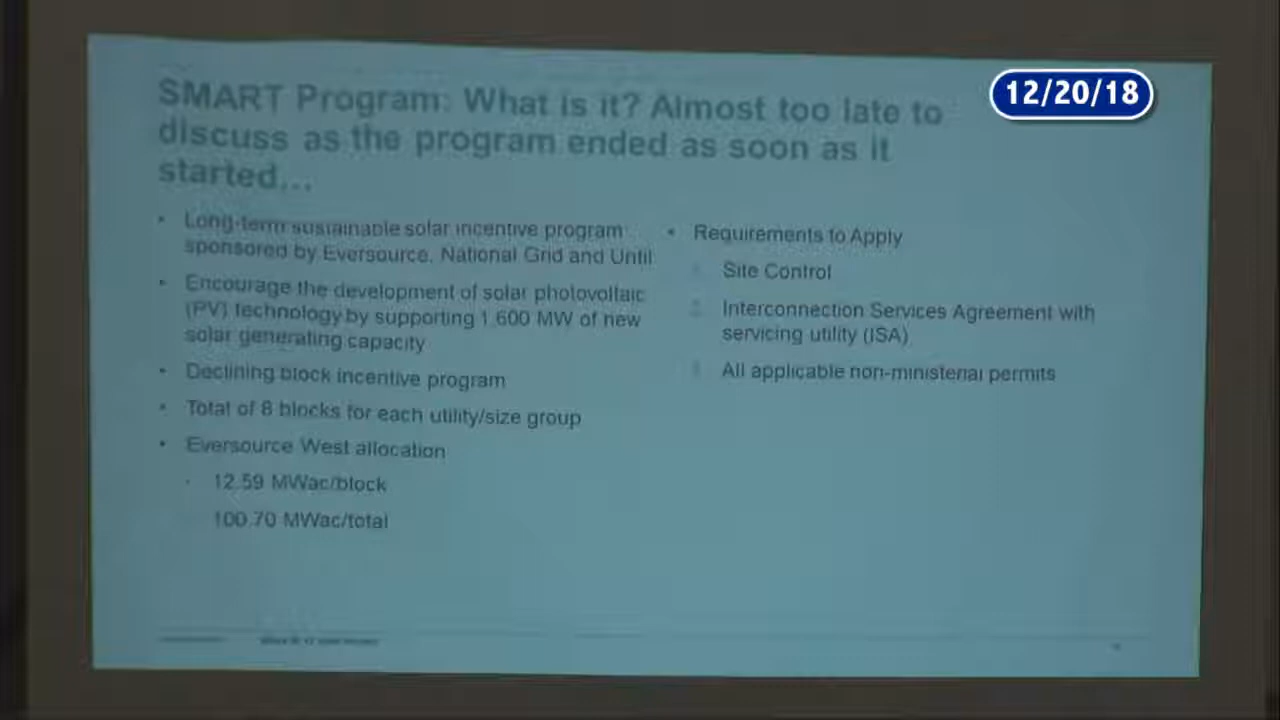 12/20/18
SMART Program: What is it? Almost too late to
discuss as the program ended as soon as it
started...
• Long-term sustainable solar incentive program
sponsored by Eversource, National Grid and Until
• Encourage the development of solar photovoltaic
(PV) technology by supporting 1,600 MW of new
solar generating capacity
• Declining block incentive program
• Total of 8 blocks for each utility/size group
• Eversource West allocation
• 12.59 MWac/block
100.70 MWac/total
• Requirements to Apply
Site Control
Interconnection Services Agreement with
servicing utility (ISA)
All applicable non-ministerial permits